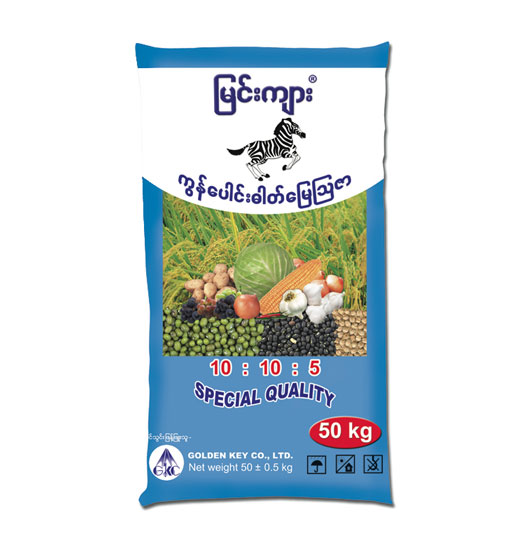 မြင်းကျား®
ကွန်ပေါင်းဓါတ်မြေဩဇာ
10 : 10 : 5
SPECIAL QUALITY
50 kg
GKC
GOLDEN KEY CO., LTD.
Net weight 50 ± 0.5 kg